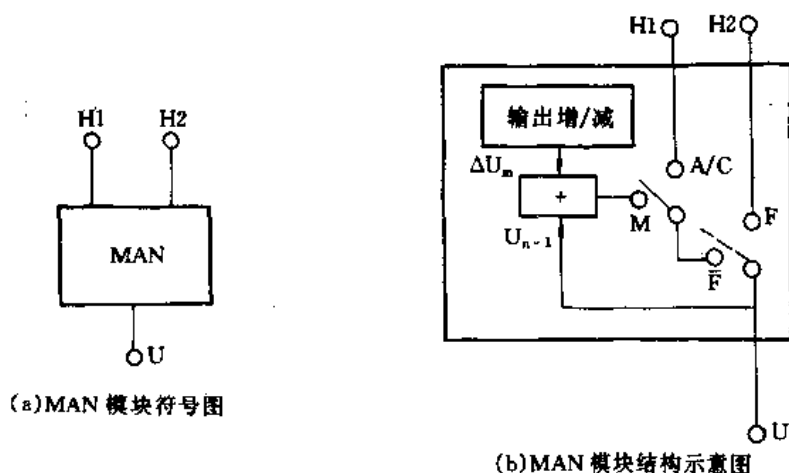 H1 H2
MAN
U
(a)MAN 模块符号图
H1 H2
输出增/减
A/C
ΔUm
+
M
F
Un-1
F̄
U
(b)MAN 模块结构示意图